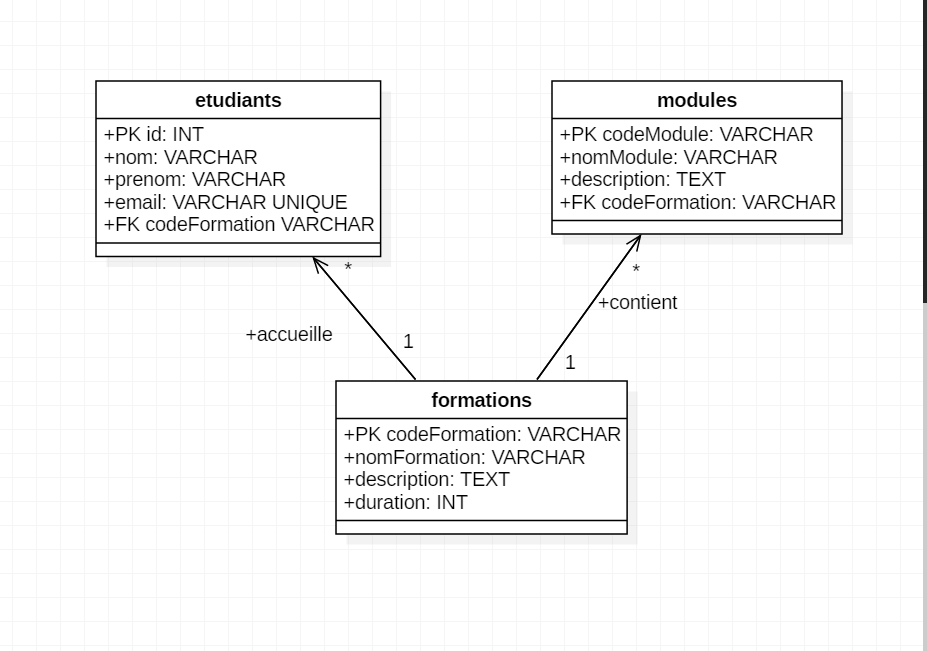 etudiants
+PK id: INT
+nom: VARCHAR
+prenom: VARCHAR
+email: VARCHAR UNIQUE
+FK codeFormation VARCHAR
modules
+PK codeModule: VARCHAR
+nomModule: VARCHAR
+description: TEXT
+FK codeFormation: VARCHAR
*
*
+contient
+accueille
1
1
formations
+PK codeFormation: VARCHAR
+nomFormation: VARCHAR
+description: TEXT
+duration: INT